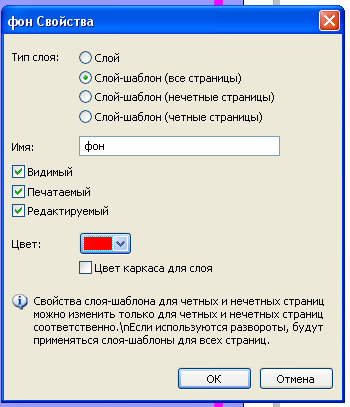 фон Свойства
Тип слоя:
Слой
Слой-шаблон (все страницы)
Слой-шаблон (нечетные страницы)
Слой-шаблон (четные страницы)
Имя:
фон
Видимый
Печатаемый
Редактируемый
Цвет:
Цвет каркаса для слоя
Свойства слоя-шаблона для четных и нечетных страниц
можно изменить только для четных и нечетных страниц
соответственно.\nЕсли используются развороты, будут
применяться слои-шаблоны для всех страниц.
OK
Отмена